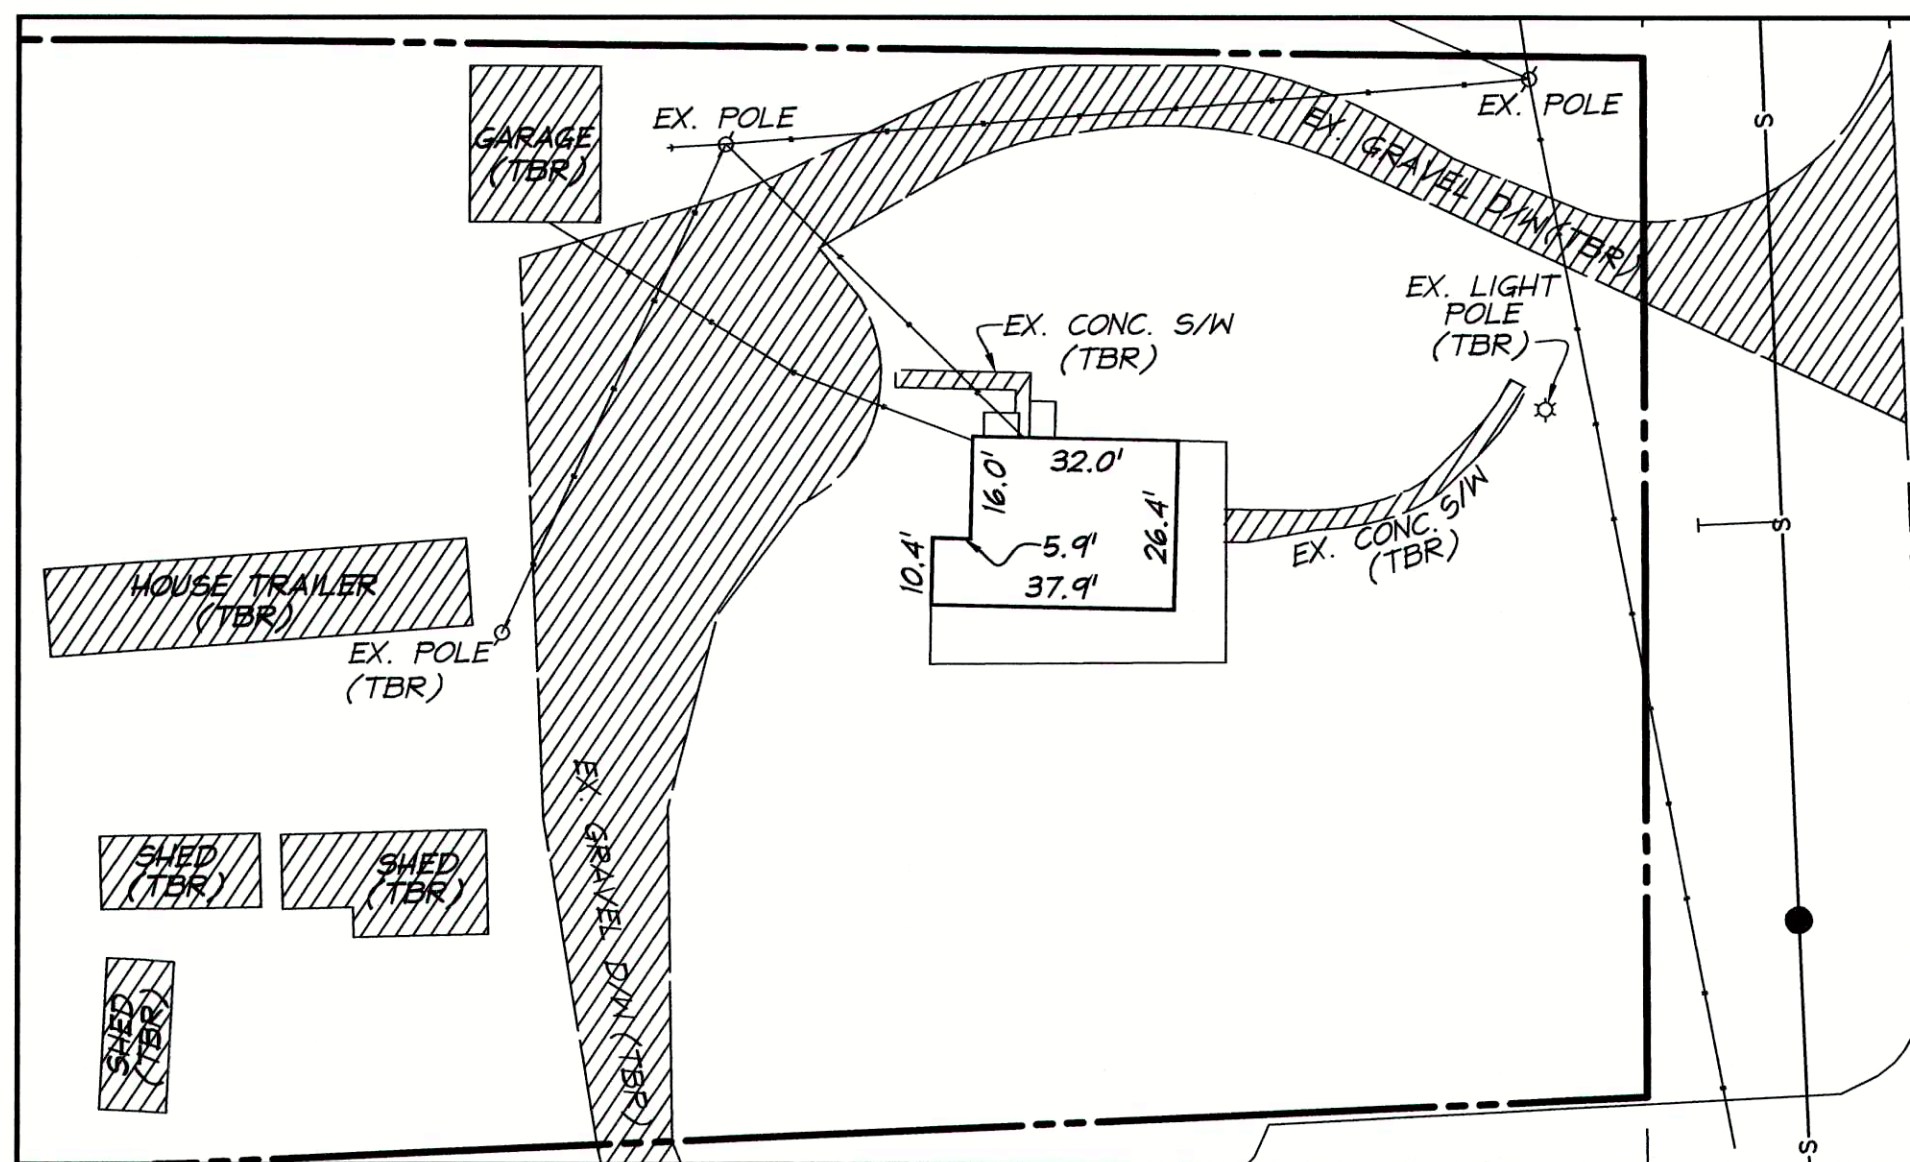 EX. POLE
EX. POLE
GARAGE
(TBR)
EX. GRAVEL D/W (TBR)
S
EX. LIGHT
POLE
(TBR)
EX. CONC. S/W
(TBR)
32.0'
16.0'
26.4'
5.9'
10.4'
37.9'
EX. CONC. S/W
(TBR)
S
HOUSE TRAILER
(TBR)
EX. POLE
(TBR)
EX. GRAVEL D/W (TBR)
SHED
(TBR)
SHED
(TBR)
SHED
(TBR)
S